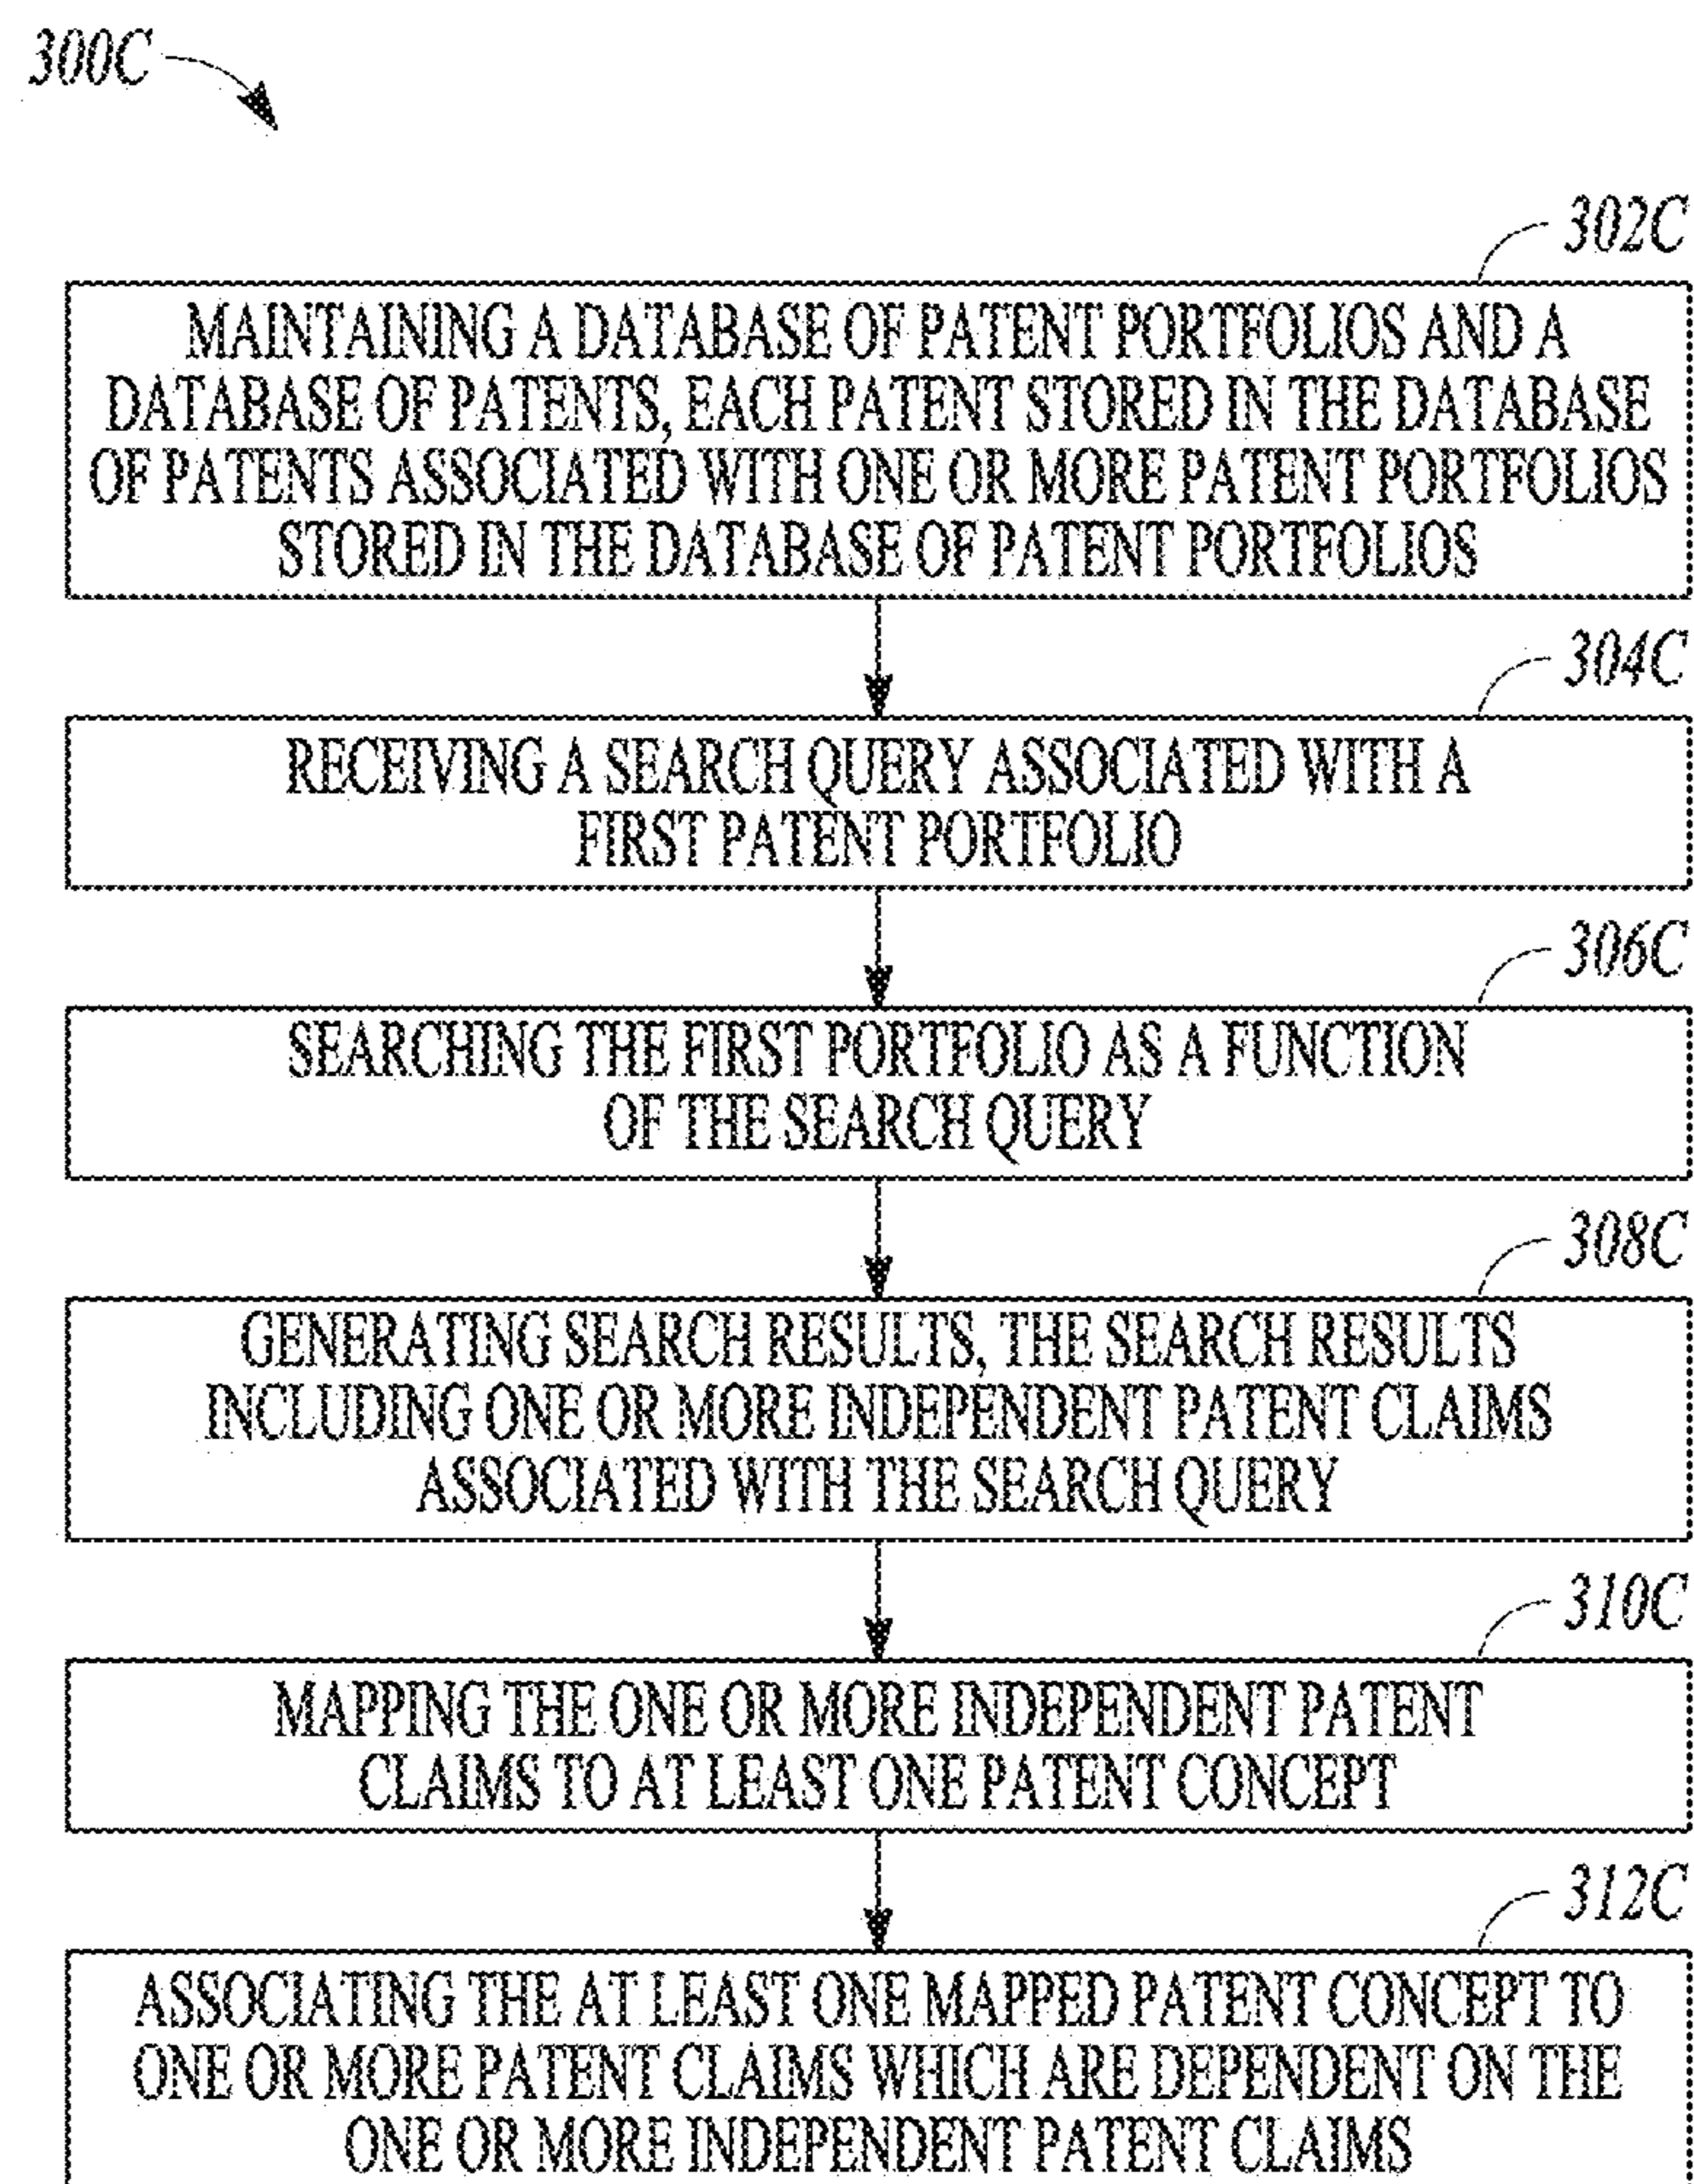 300C
302C
MAINTAINING A DATABASE OF PATENT PORTFOLIOS AND A
DATABASE OF PATENTS, EACH PATENT STORED IN THE DATABASE
OF PATENTS ASSOCIATED WITH ONE OR MORE PATENT PORTFOLIOS
STORED IN THE DATABASE OF PATENT PORTFOLIOS
304C
RECEIVING A SEARCH QUERY ASSOCIATED WITH A
FIRST PATENT PORTFOLIO
306C
SEARCHING THE FIRST PORTFOLIO AS A FUNCTION
OF THE SEARCH QUERY
308C
GENERATING SEARCH RESULTS, THE SEARCH RESULTS
INCLUDING ONE OR MORE INDEPENDENT PATENT CLAIMS
ASSOCIATED WITH THE SEARCH QUERY
310C
MAPPING THE ONE OR MORE INDEPENDENT PATENT
CLAIMS TO AT LEAST ONE PATENT CONCEPT
312C
ASSOCIATING THE AT LEAST ONE MAPPED PATENT CONCEPT TO
ONE OR MORE PATENT CLAIMS WHICH ARE DEPENDENT ON THE
ONE OR MORE INDEPENDENT PATENT CLAIMS